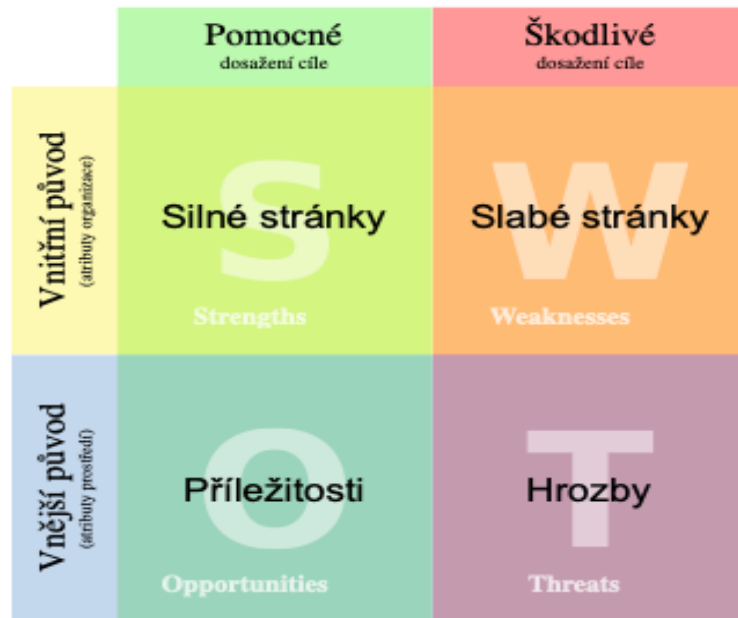 Pomocné
dosažení cíle
Škodlivé
dosažení cíle
Vnitřní původ
(atributy organizace)
S
Silné stránky
Strengths
W
Slabé stránky
Weaknesses
Vnější původ
(atributy prostředí)
O
Příležitosti
Opportunities
T
Hrozby
Threats